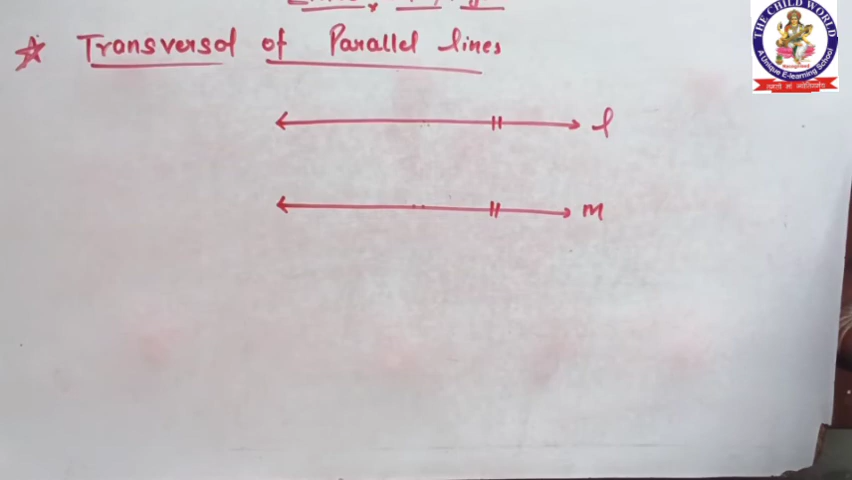 Transversal of Parallel lines
l
m
THE CHILD WORLD
A Unique E-learning School